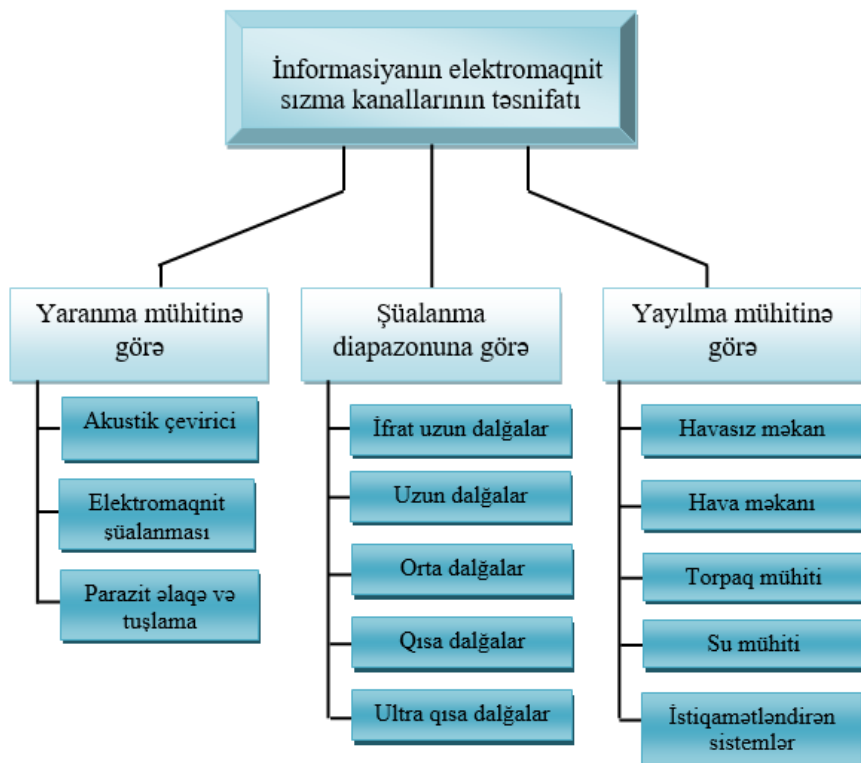 İnformasiyanın elektromaqnit
sızma kanallarının təsnifatı
Yaranma mühitinə
görə
Akustik çevirici
Elektromaqnit
şüalanması
Parazit əlaqə və
tuşlama
Şüalanma
diapazonuna görə
İfrat uzun dalğalar
Uzun dalğalar
Orta dalğalar
Qısa dalğalar
Ultra qısa dalğalar
Yayılma mühitinə
görə
Havasız məkan
Hava məkanı
Torpaq mühiti
Su mühiti
İstiqamətləndirən
sistemlər